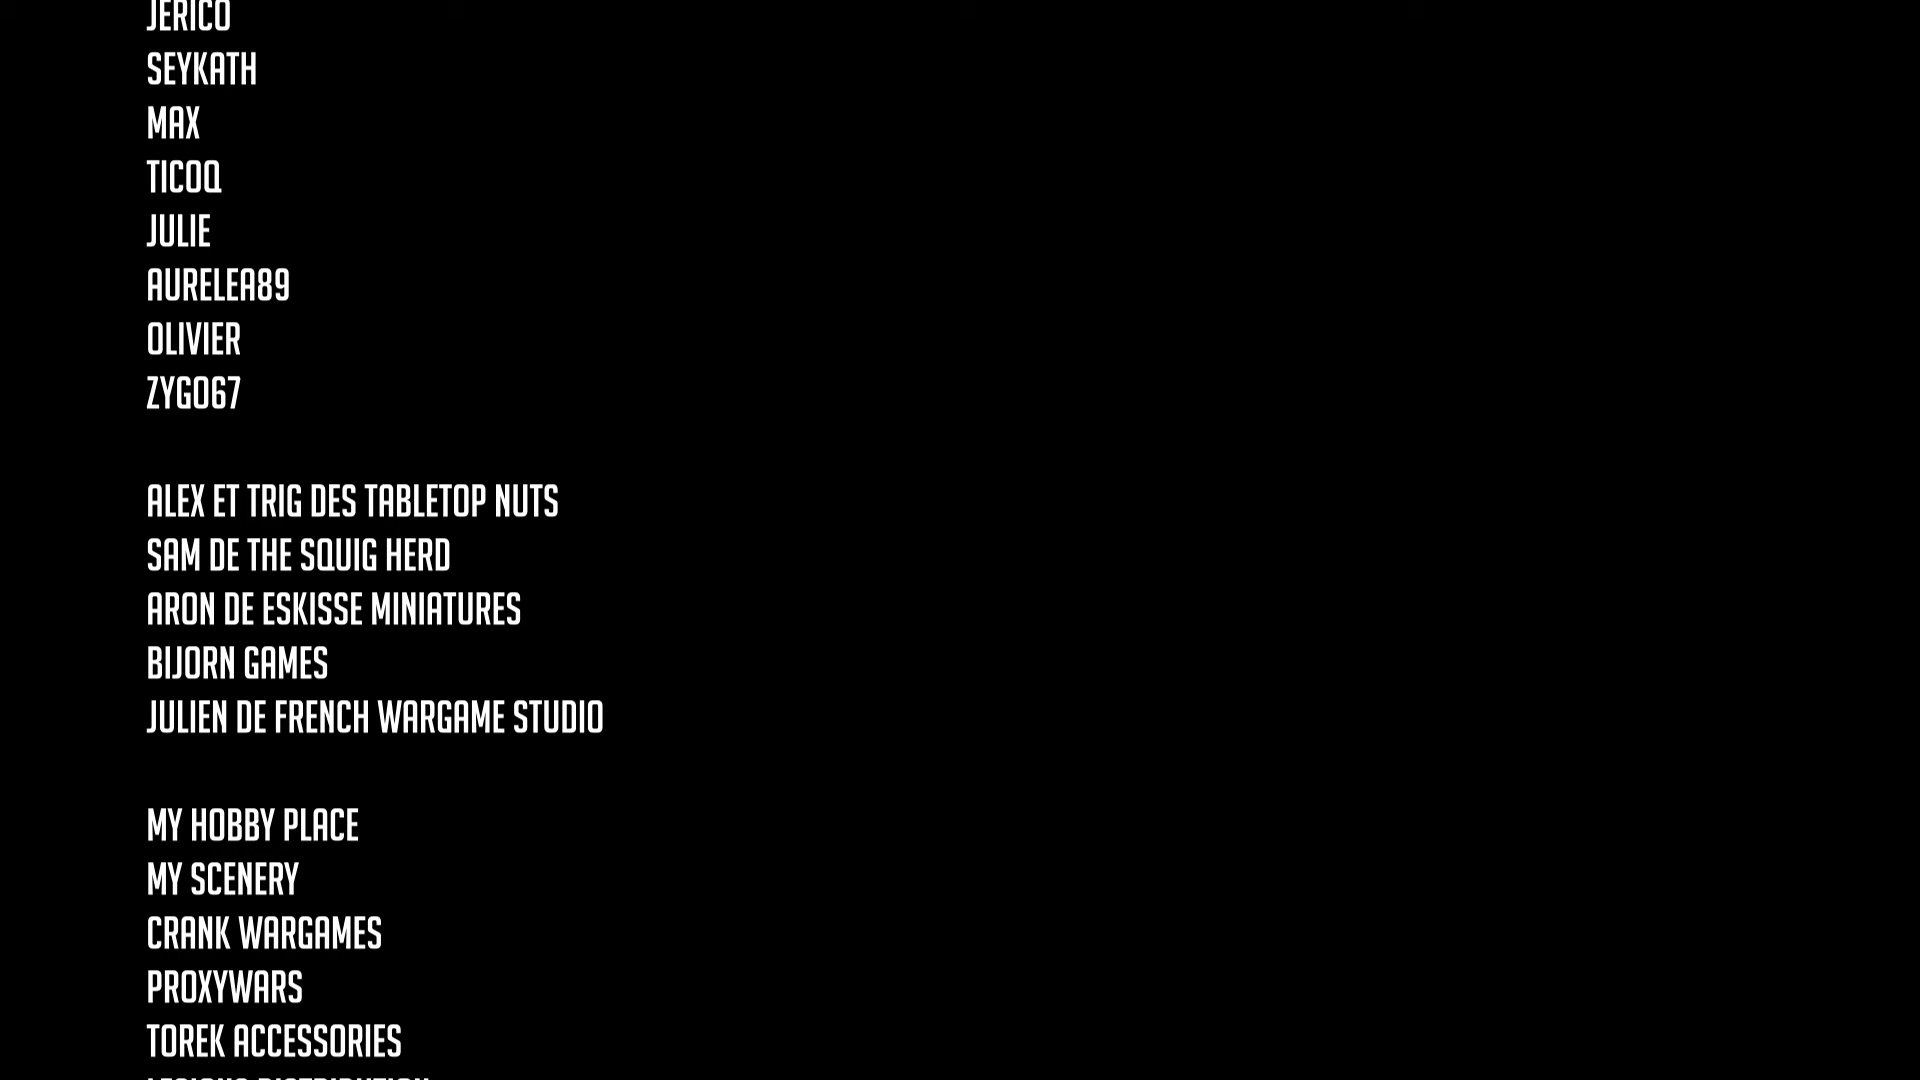 JERICO
SEYKATH
MAX
TICOQ
JULIE
AURELEA89
OLIVIER
ZYGO67
ALEX ET TRIG DES TABLETOP NUTS
SAM DE THE SQUIG HERD
ARON DE ESKISSE MINIATURES
BIJORN GAMES
JULIEN DE FRENCH WARGAME STUDIO
MY HOBBY PLACE
MY SCENERY
CRANK WARGAMES
PROXYWARS
TOREK ACCESSORIES